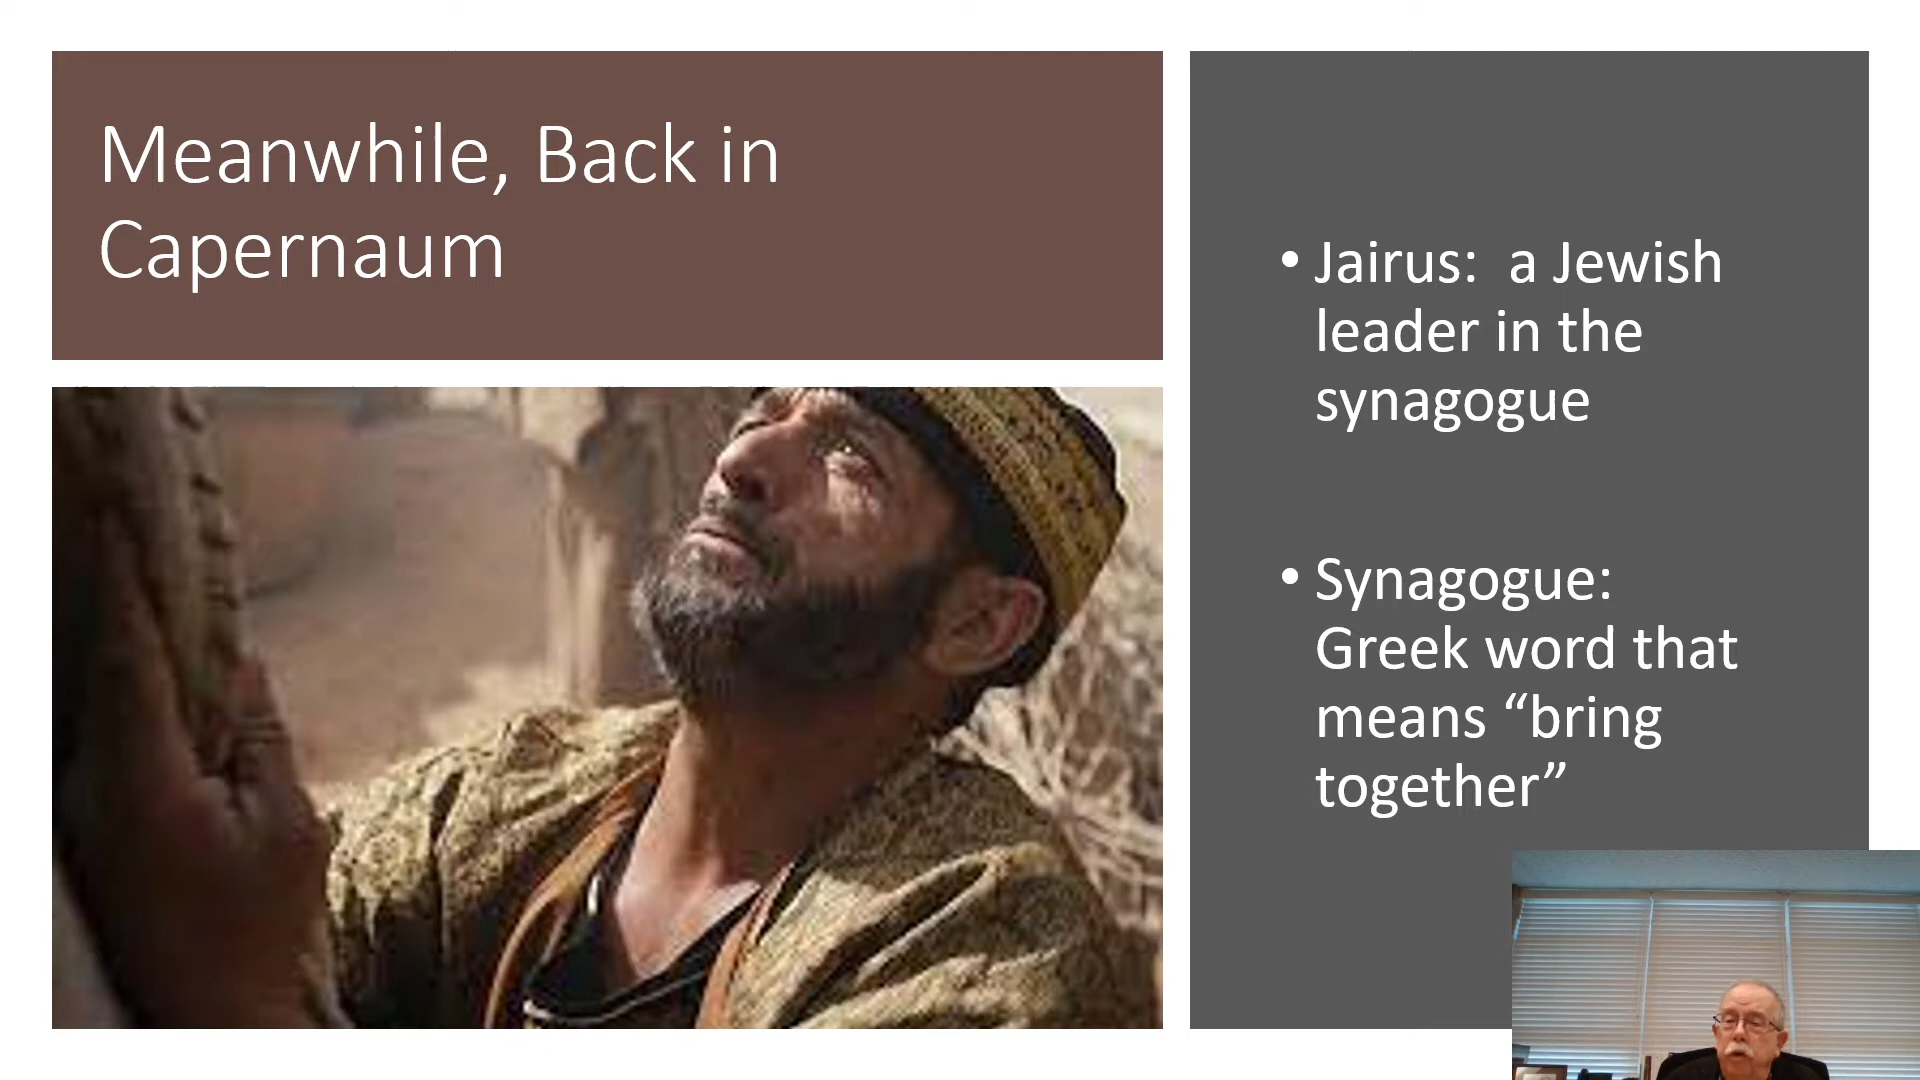 Meanwhile, Back in
Capernaum
• Jairus:  a Jewish
leader in the
synagogue
• Synagogue:
Greek word that
means “bring
together”